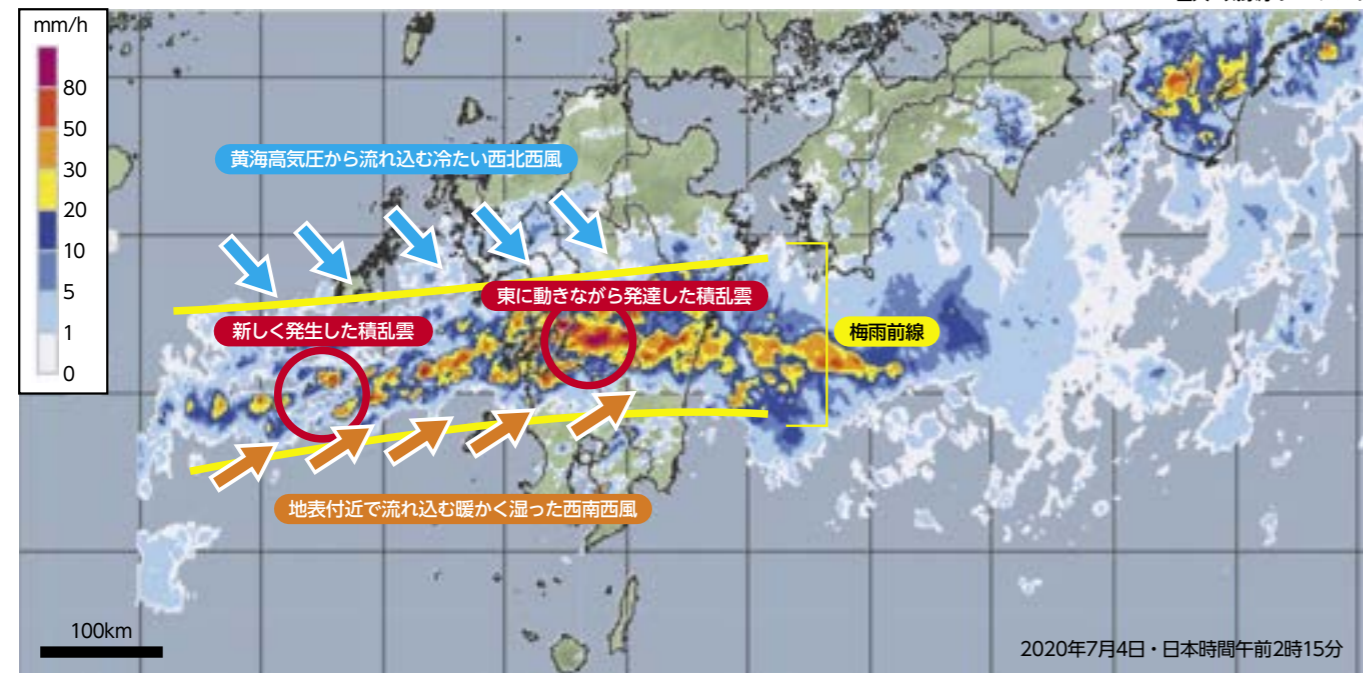 mm/h
80
50
30
20
10
5
1
0
黄海高気圧から流れ込む冷たい西北西風
東に動きながら発達した積乱雲
新しく発生した積乱雲
梅雨前線
地表付近で流れ込む暖かく湿った西南西風
100km
2020年7月4日・日本時間午前2時15分